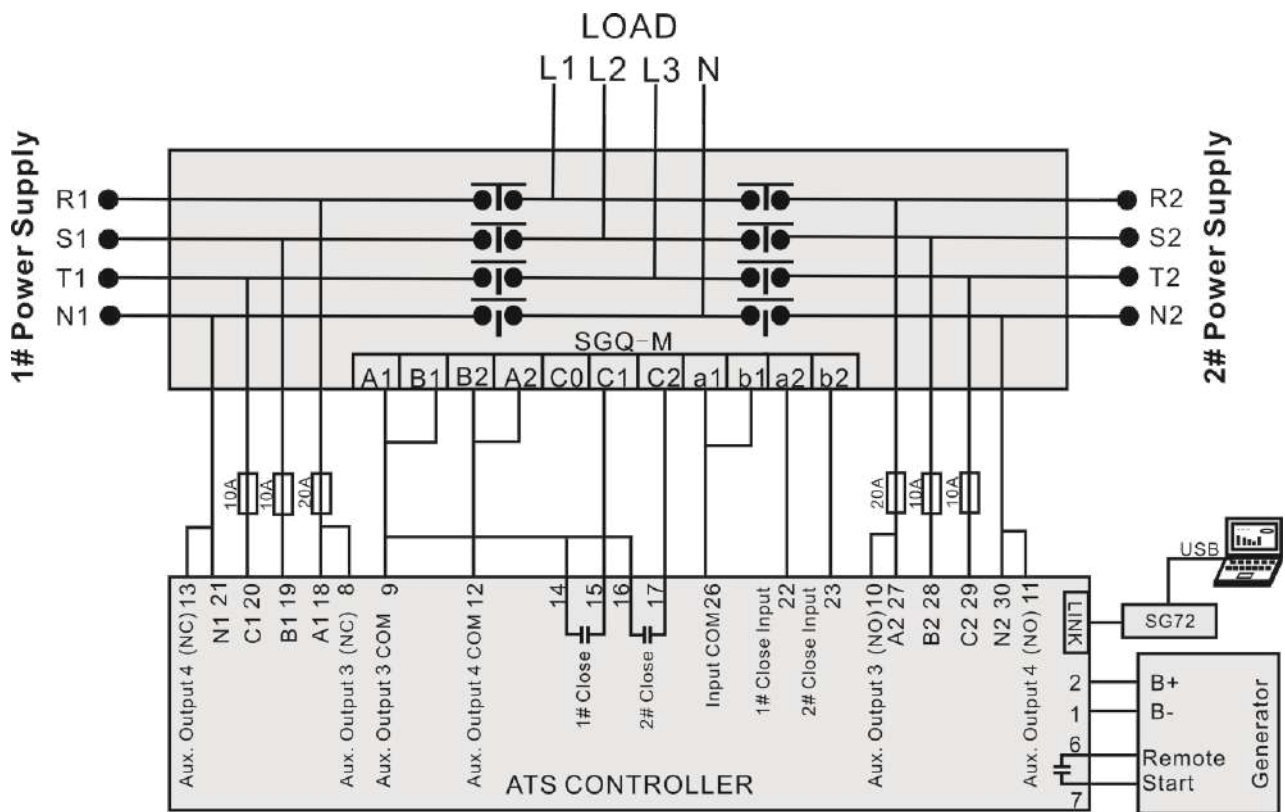 LOAD
L1 L2 L3 N
1# Power Supply
R1
S1
T1
N1
2# Power Supply
R2
S2
T2
N2
SGQ-M
A1 B1 B2 A2 C0 C1 C2 a1 b1 a2 b2
10A 10A 20A
20A 10A 10A
Aux. Output 4 (NC) 13
N1 21
C1 20
B1 19
A1 18
Aux. Output 3 (NC) 8
Aux. Output 3 COM 9
Aux. Output 4 COM 12
14
15
1# Close
16
17
2# Close
Input COM 26
1# Close Input 22
2# Close Input 23
Aux. Output 3 (NO) 10
A2 27
B2 28
C2 29
N2 30
Aux. Output 4 (NO) 11
LINK
USB
SG72
2
1
6
7
B+
B-
Remote
Start
Generator
ATS CONTROLLER